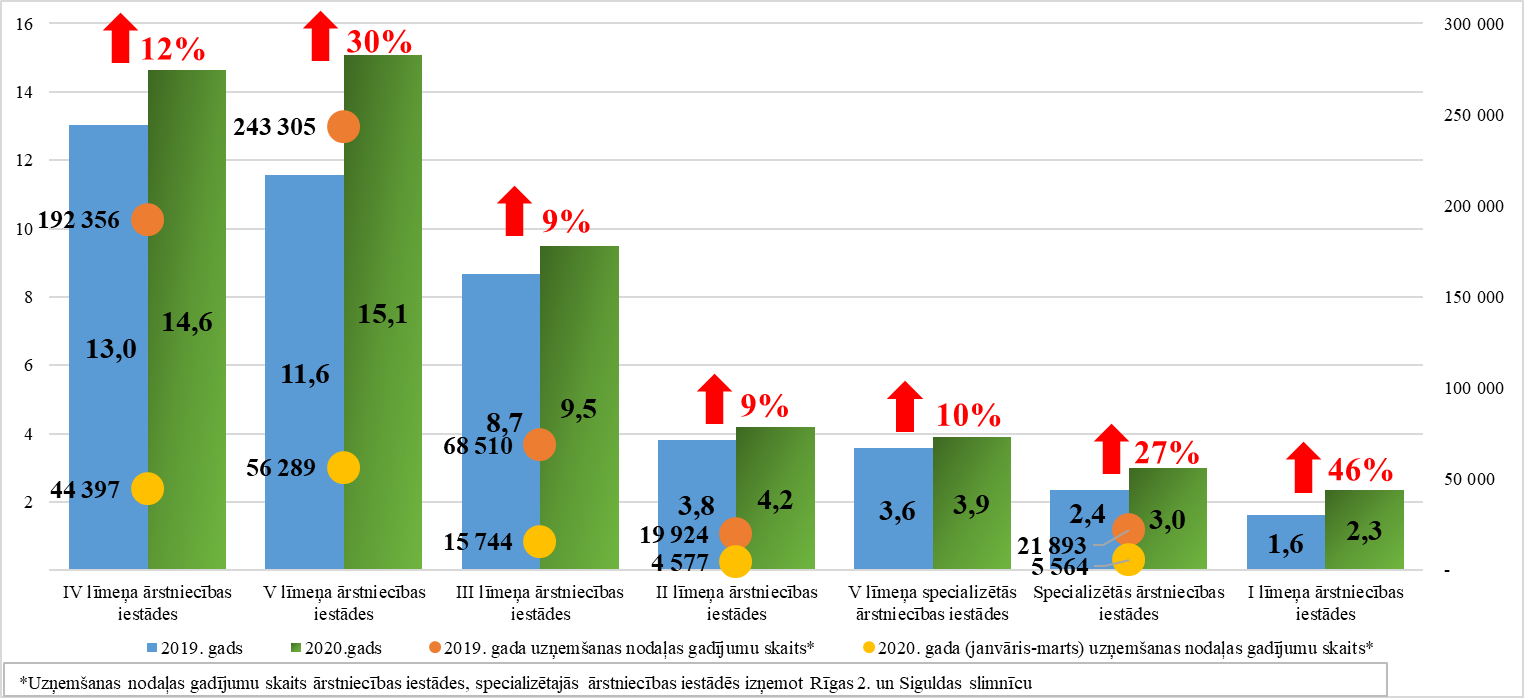 16
14
12
10
8
6
4
2
300 000
250 000
200 000
150 000
100 000
50 000
-
12%
30%
9%
9%
10%
27%
46%
192 356
44 397
13,0
14,6
243 305
56 289
11,6
15,1
68 510
15 744
8,7
9,5
19 924
4 577
3,8
4,2
3,6
3,9
21 893
5 564
2,4
3,0
1,6
2,3
IV līmeņa ārstniecības
iestādes
V līmeņa ārstniecības
iestādes
III līmeņa ārstniecības
iestādes
II līmeņa ārstniecības
iestādes
V līmeņa specializētās
ārstniecības iestādes
Specializētās ārstniecības
iestādes
I līmeņa ārstniecības
iestādes
2019. gads
2020.gads
2019. gada uzņemšanas nodaļas gadījumu skaits*
2020. gada (janvāris-marts) uzņemšanas nodaļas gadījumu skaits*
*Uzņemšanas nodaļas gadījumu skaits ārstniecības iestādes, specializētajās ārstniecības iestādēs izņemot Rīgas 2. un Siguldas slimnīcu